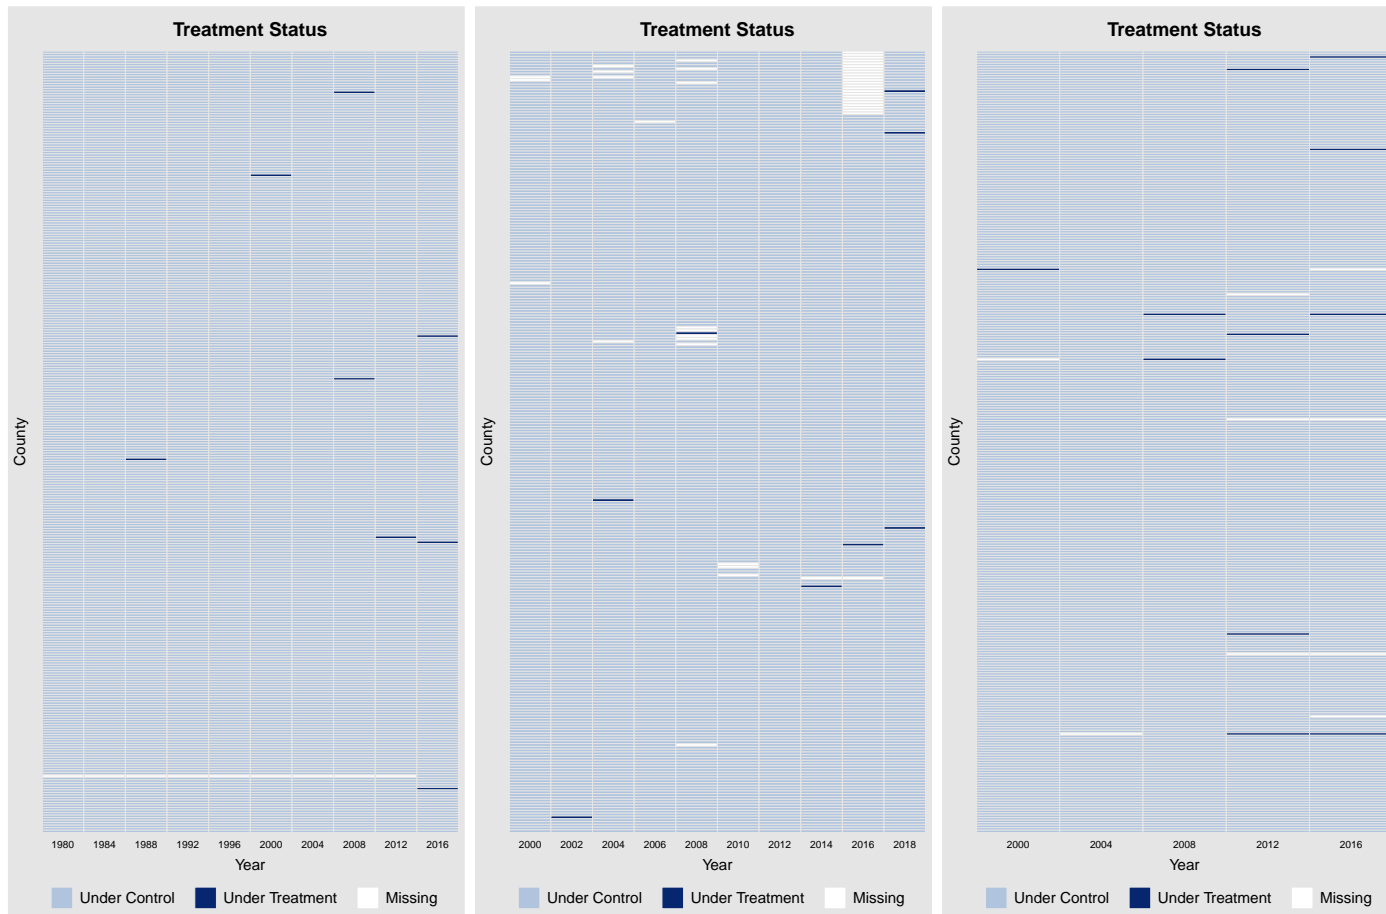 Treatment Status
County
1980 1984 1988 1992 1996 2000 2004 2008 2012 2016
Year
Under Control Under Treatment Missing
Treatment Status
County
2000 2002 2004 2006 2008 2010 2012 2014 2016 2018
Year
Under Control Under Treatment Missing
Treatment Status
County
2000 2004 2008 2012 2016
Year
Under Control Under Treatment Missing